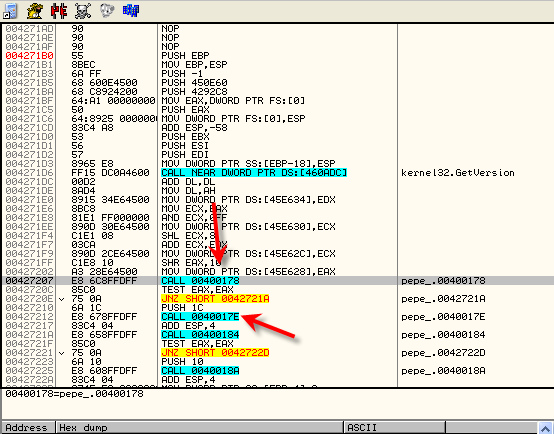 004271AD 90 NOP
004271AE 90 NOP
004271AF 90 NOP
004271B0 55 PUSH EBP
004271B1 8BEC MOV EBP,ESP
004271B3 6A FF PUSH -1
004271B5 68 600E4500 PUSH 450E60
004271BA 68 C8924200 PUSH 4292C8
004271BF 64:A1 00000000 MOV EAX,DWORD PTR FS:[0]
004271C5 50 PUSH EAX
004271C6 64:8925 0000000 MOV DWORD PTR FS:[0],ESP
004271CD 83C4 A8 ADD ESP,-58
004271D0 53 PUSH EBX
004271D1 56 PUSH ESI
004271D2 57 PUSH EDI
004271D3 8965 E8 MOV DWORD PTR SS:[EBP-18],ESP
004271D6 FF15 DC0A4600 CALL NEAR DWORD PTR DS:[460ADC] kernel32.GetVersion
004271DC 00D2 ADD DL,DL
004271DE 8AD4 MOV DL,AH
004271E0 8915 34E64500 MOV DWORD PTR DS:[45E634],EDX
004271E6 8BC8 MOV ECX,EAX
004271E8 81E1 FF000000 AND ECX,0FF
004271EE 890D 30E64500 MOV DWORD PTR DS:[45E630],ECX
004271F4 C1E1 08 SHL ECX,8
004271F7 03CA ADD ECX,EDX
004271F9 890D 2CE64500 MOV DWORD PTR DS:[45E62C],ECX
004271FF C1E8 10 SHR EAX,10
00427202 A3 28E64500 MOV DWORD PTR DS:[45E628],EAX
00427207 E8 6C8FFDFF CALL 00400178 pepe_.00400178
0042720C 85C0 TEST EAX,EAX
0042720E 75 0A JNZ SHORT 0042721A pepe_.0042721A
00427210 6A 1C PUSH 1C
00427212 E8 678FFDFF CALL 0040017E pepe_.0040017E
00427217 83C4 04 ADD ESP,4
0042721A E8 658FFDFF CALL 00400184 pepe_.00400184
0042721F 85C0 TEST EAX,EAX
00427221 75 0A JNZ SHORT 0042722D pepe_.0042722D
00427223 6A 10 PUSH 10
00427225 E8 608FFDFF CALL 0040018A pepe_.0040018A
0042722A 83C4 04 ADD ESP,4
00400178=pepe_.00400178
Address Hex dump ASCII